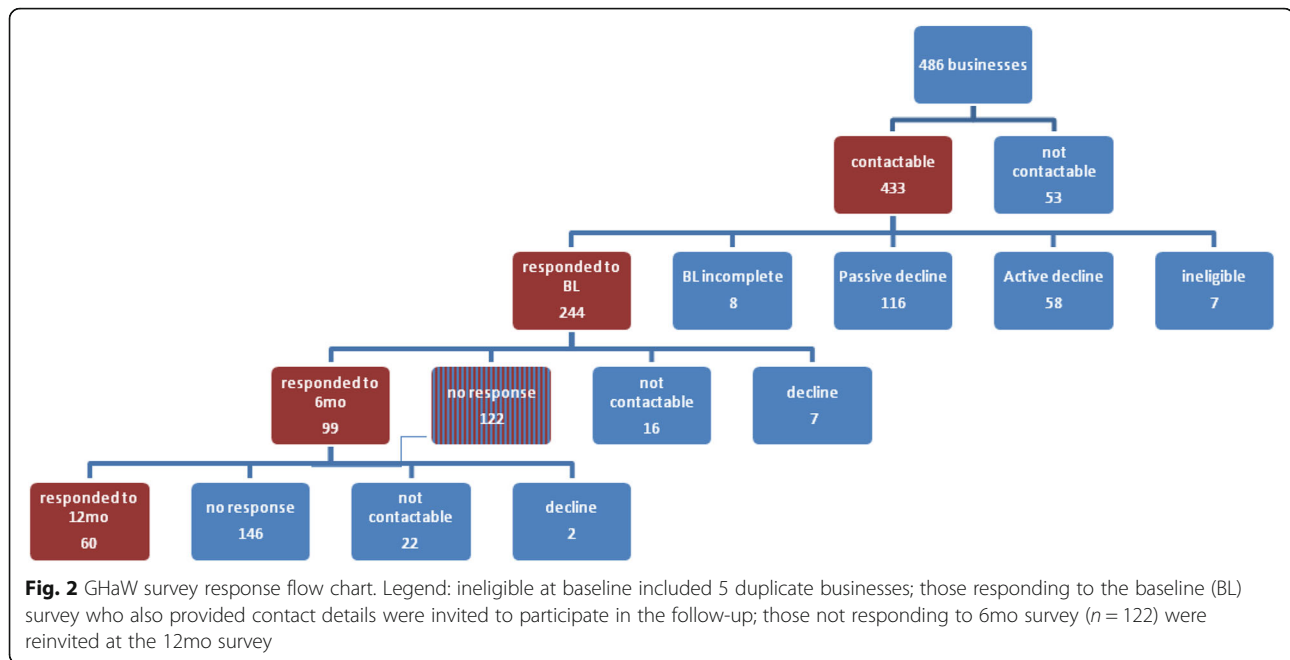 486 businesses
contactable
433
not
contactable
53
responded to
BL
244
BL incomplete
8
Passive decline
116
Active decline
58
ineligible
7
responded to
6mo
99
no response
122
not
contactable
16
decline
7
responded to
12mo
60
no response
146
not
contactable
22
decline
2
Fig. 2 GHaW survey response flow chart. Legend: ineligible at baseline included 5 duplicate businesses; those responding to the baseline (BL)
survey who also provided contact details were invited to participate in the follow-up; those not responding to 6mo survey (n = 122) were
reinvited at the 12mo survey